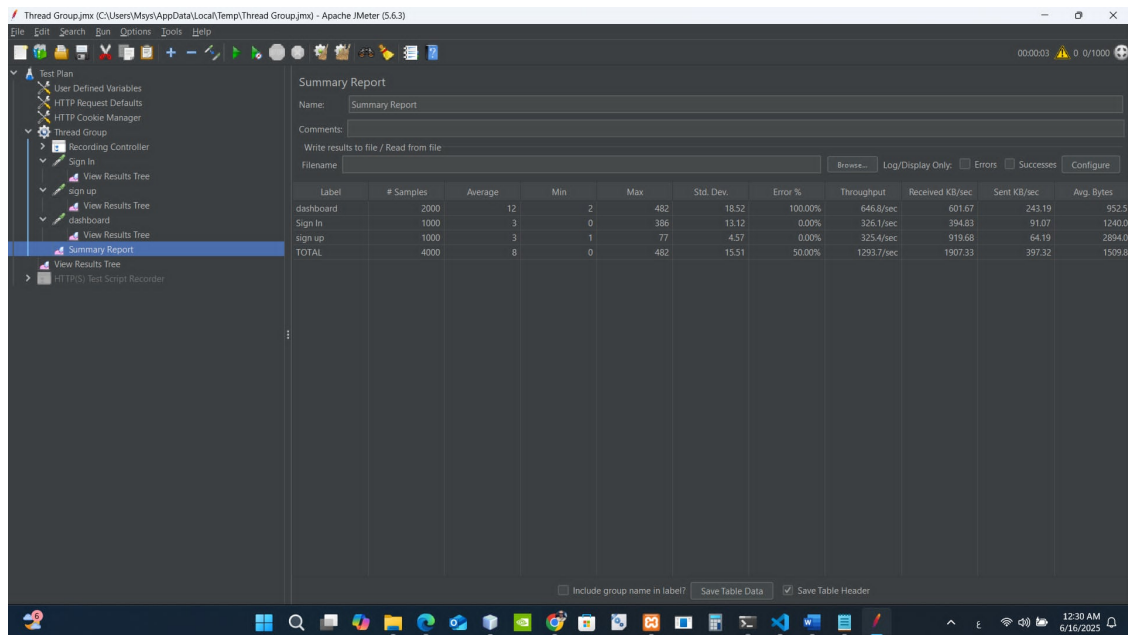 Thread Group.jmx (C:\Users\Msys\AppData\Local\Temp\Thread Group.jmx) - Apache JMeter (5.6.3)
File Edit Search Run Options Tools Help
00:00:03 0 0/1000
Test Plan
User Defined Variables
HTTP Request Defaults
HTTP Cookie Manager
Thread Group
Recording Controller
Sign In
View Results Tree
sign up
View Results Tree
dashboard
View Results Tree
Summary Report
View Results Tree
HTTP(S) Test Script Recorder
Summary Report
Name: Summary Report
Comments:
Write results to file / Read from file
Filename Browse... Log/Display Only: Errors Successes Configure
Label # Samples Average Min Max Std. Dev. Error % Throughput Received KB/sec Sent KB/sec Avg. Bytes
dashboard 2000 12 2 482 18.52 100.00% 646.8/sec 601.67 243.19 952.5
Sign In 1000 3 0 386 13.12 0.00% 326.1/sec 394.83 91.07 1240.0
sign up 1000 3 1 77 4.57 0.00% 325.4/sec 919.68 64.19 2894.0
TOTAL 4000 8 0 482 15.51 50.00% 1293.7/sec 1907.33 397.32 1509.8
Include group name in label? Save Table Data Save Table Header
6
ع
12:30 AM
6/16/2025